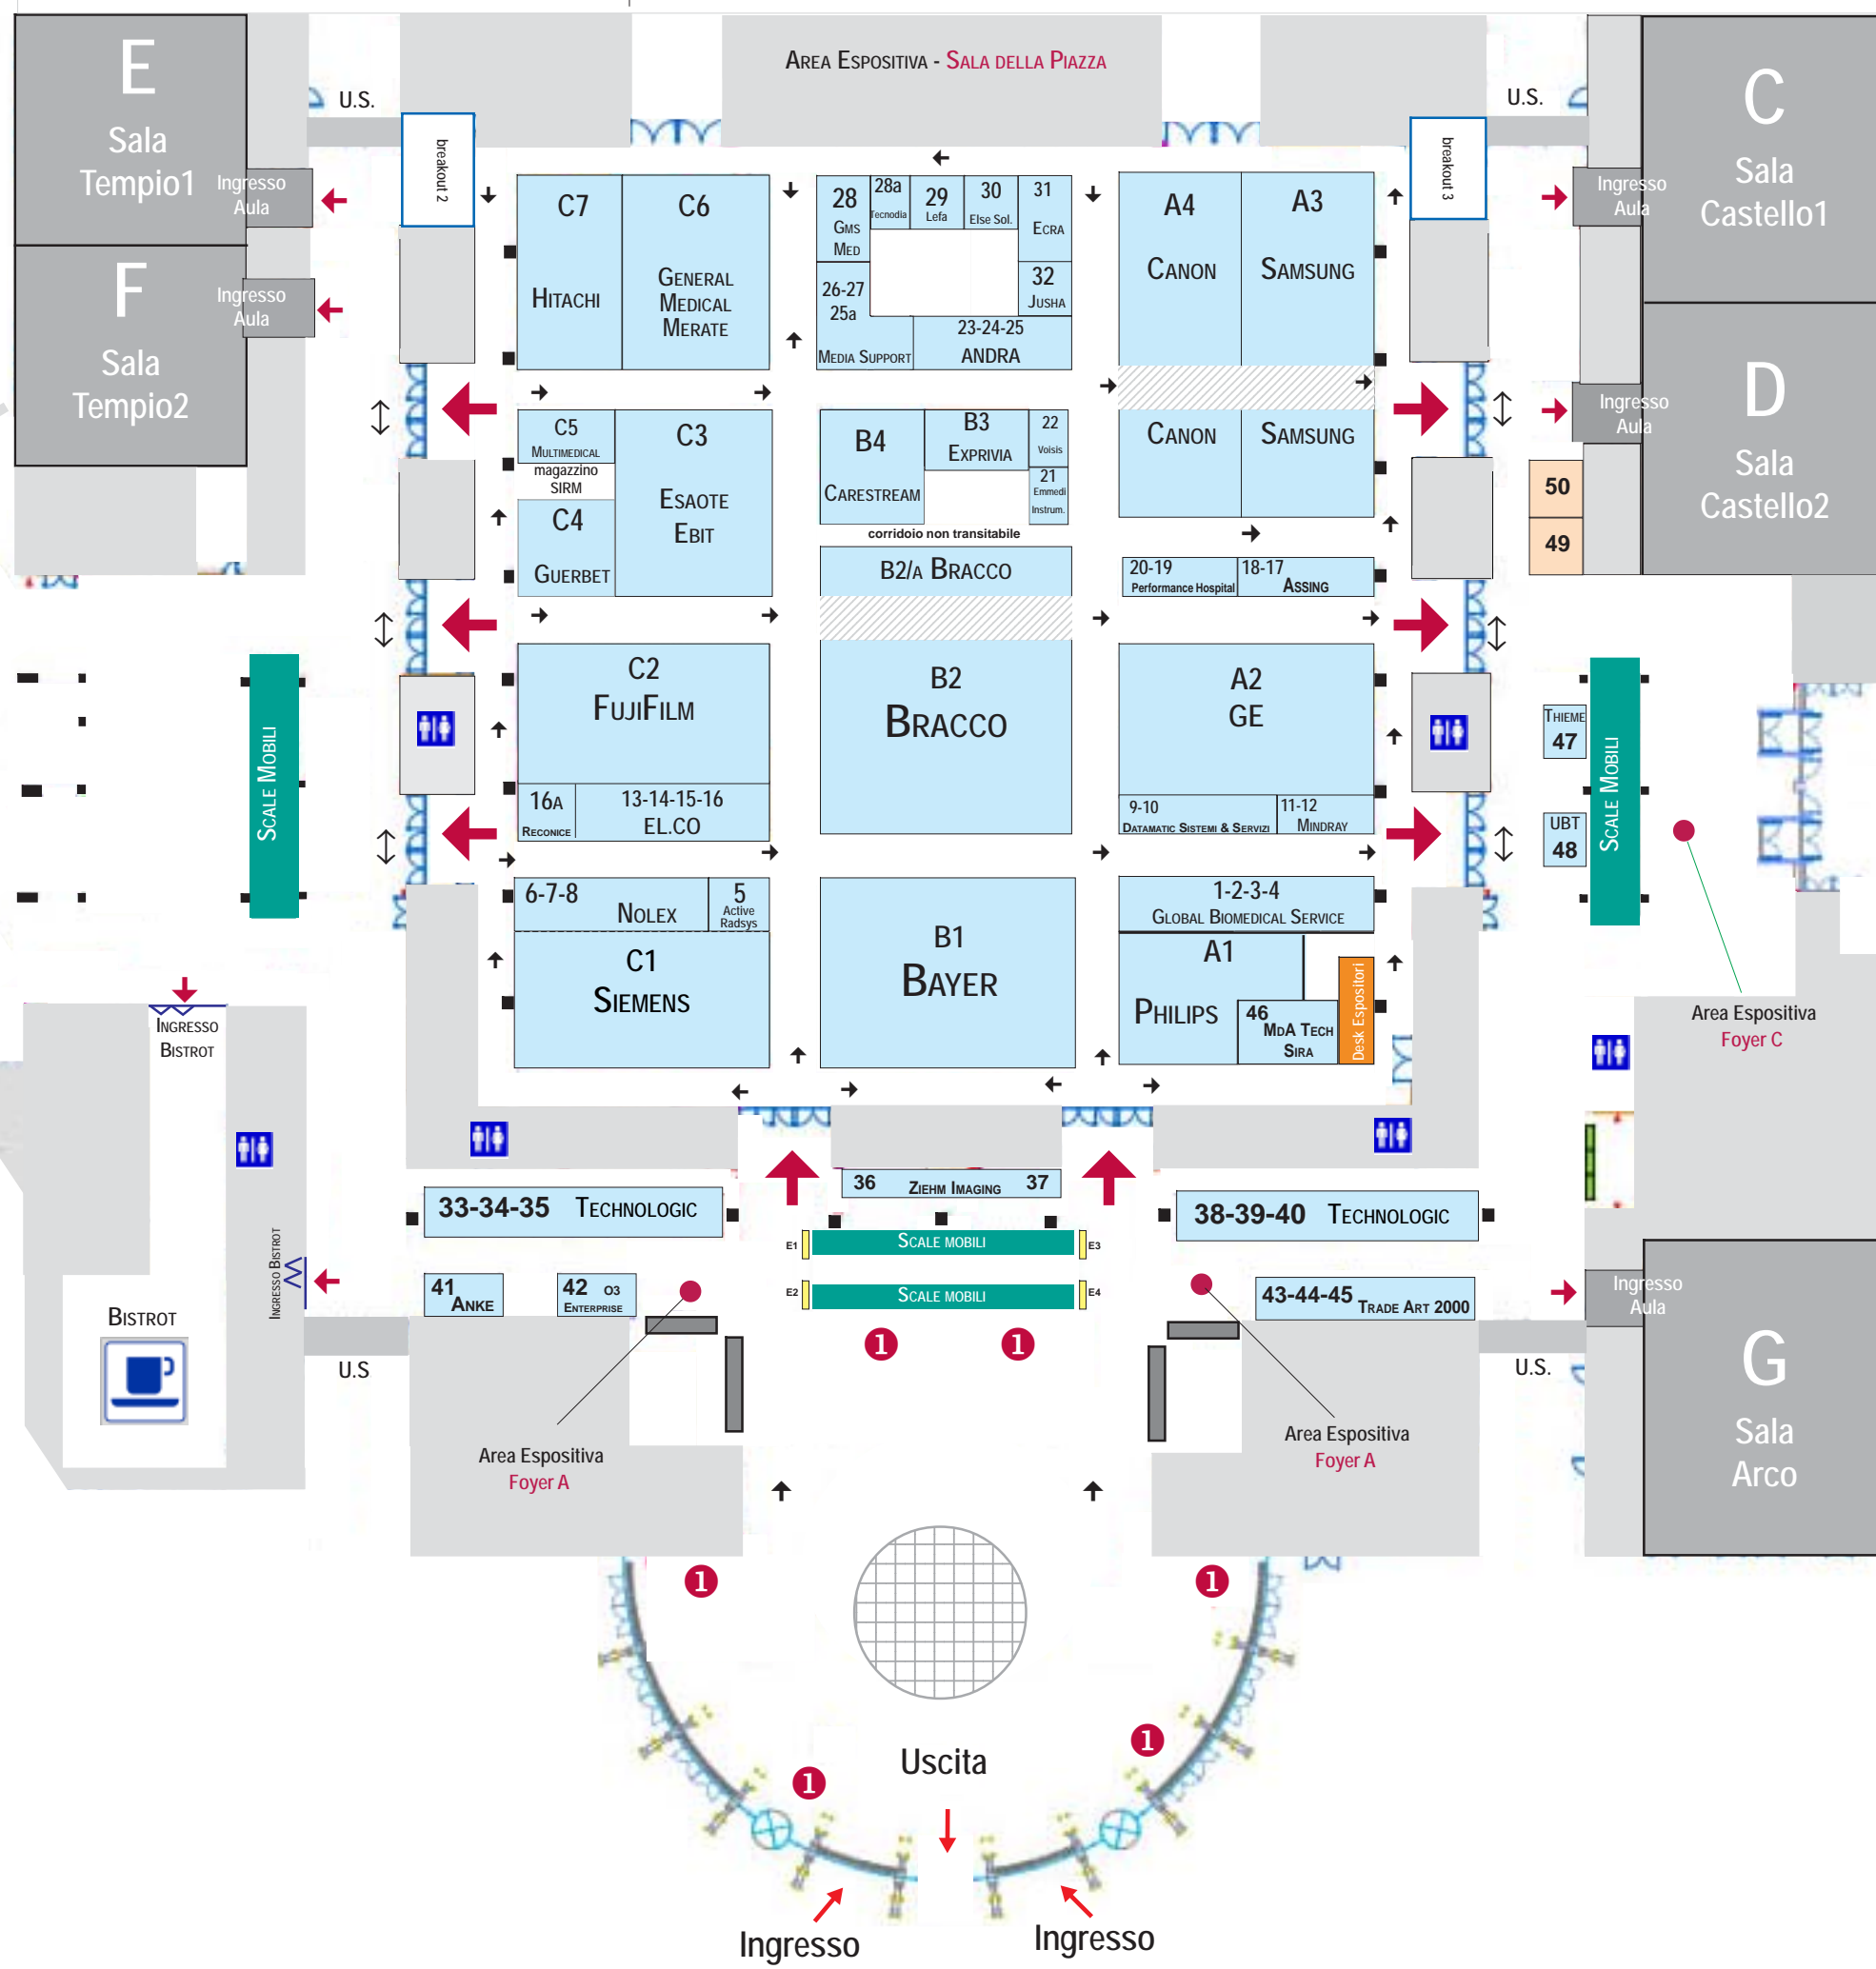 AREA ESPOSITIVA - SALA DELLA PIAZZA
E
Sala
Tempio1
Ingresso
Aula
F
Sala
Tempio2
Ingresso
Aula
U.S.
breakout 2
U.S.
breakout 3
C
Sala
Castello1
Ingresso
Aula
D
Sala
Castello2
Ingresso
Aula
C7
HITACHI
C6
GENERAL
MEDICAL
MERATE
28
GMS
MED
28a
Tecnodia
29
Lefa
30
Else Sol.
31
ECRA
32
JUSHA
26-27
25a
MEDIA SUPPORT
23-24-25
ANDRA
A4
CANON
A3
SAMSUNG
CANON
SAMSUNG
C5
MULTIMEDICAL
magazzino
SIRM
C4
GUERBET
C3
ESAOTE
EBIT
B4
CARESTREAM
B3
EXPRIVIA
22
Voisis
21
Emmedi
Instrum.
corridoio non transitabile
B2/A BRACCO
20-19
Performance Hospital
18-17
ASSING
50
49
C2
FUJIFILM
16A
RECONICE
13-14-15-16
EL.CO
B2
BRACCO
A2
GE
9-10
DATAMATIC SISTEMI & SERVIZI
11-12
MINDRAY
SCALE MOBILI
THIEME
47
UBT
48
SCALE MOBILI
6-7-8
NOLEX
5
Active
Radsys
C1
SIEMENS
B1
BAYER
1-2-3-4
GLOBAL BIOMEDICAL SERVICE
A1
PHILIPS
46
MDA TECH
SIRA
Desk Espositori
Area Espositiva
Foyer C
INGRESSO
BISTROT
INGRESSO BISTROT
BISTROT
33-34-35 TECHNOLOGIC
36 ZIEHM IMAGING 37
38-39-40 TECHNOLOGIC
E1
SCALE MOBILI
E3
E2
SCALE MOBILI
E4
41
ANKE
42 O3
ENTERPRISE
43-44-45 TRADE ART 2000
Ingresso
Aula
G
Sala
Arco
U.S
U.S.
1
1
Area Espositiva
Foyer A
Area Espositiva
Foyer A
1
1
1
1
Uscita
Ingresso
Ingresso